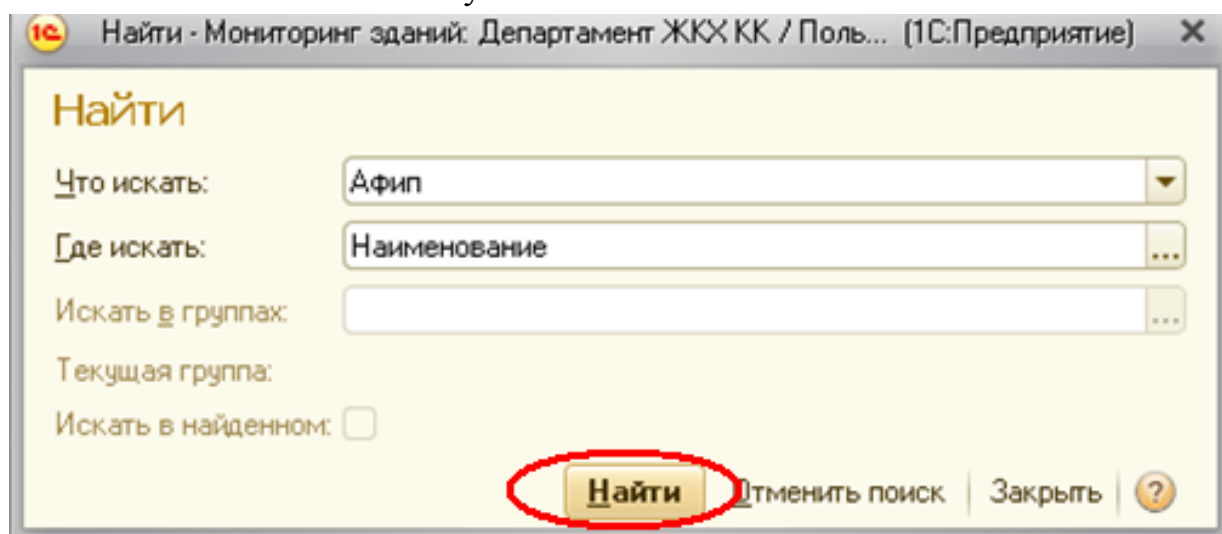 1С Найти - Мониторинг зданий: Департамент ЖКХ КК / Поль... (1С:Предприятие)
Найти
Что искать: Афип
Где искать: Наименование ...
Искать в группах: ...
Текущая группа:
Искать в найденном:
Найти Отменить поиск Закрыть ?